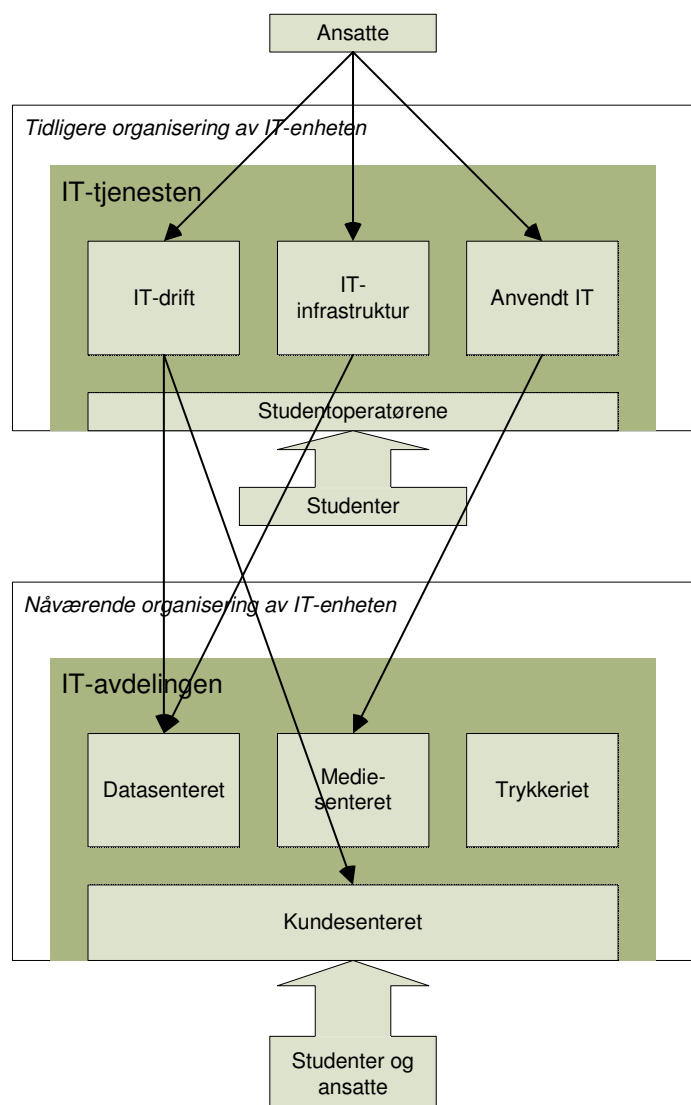 Ansatte
Tidligere organisering av IT-enheten
IT-tjenesten
IT-drift
IT-
infrastruktur
Anvendt IT
Studentoperatørene
Studenter
Nåværende organisering av IT-enheten
IT-avdelingen
Datasenteret
Medie-
senteret
Trykkeriet
Kundesenteret
Studenter og
ansatte